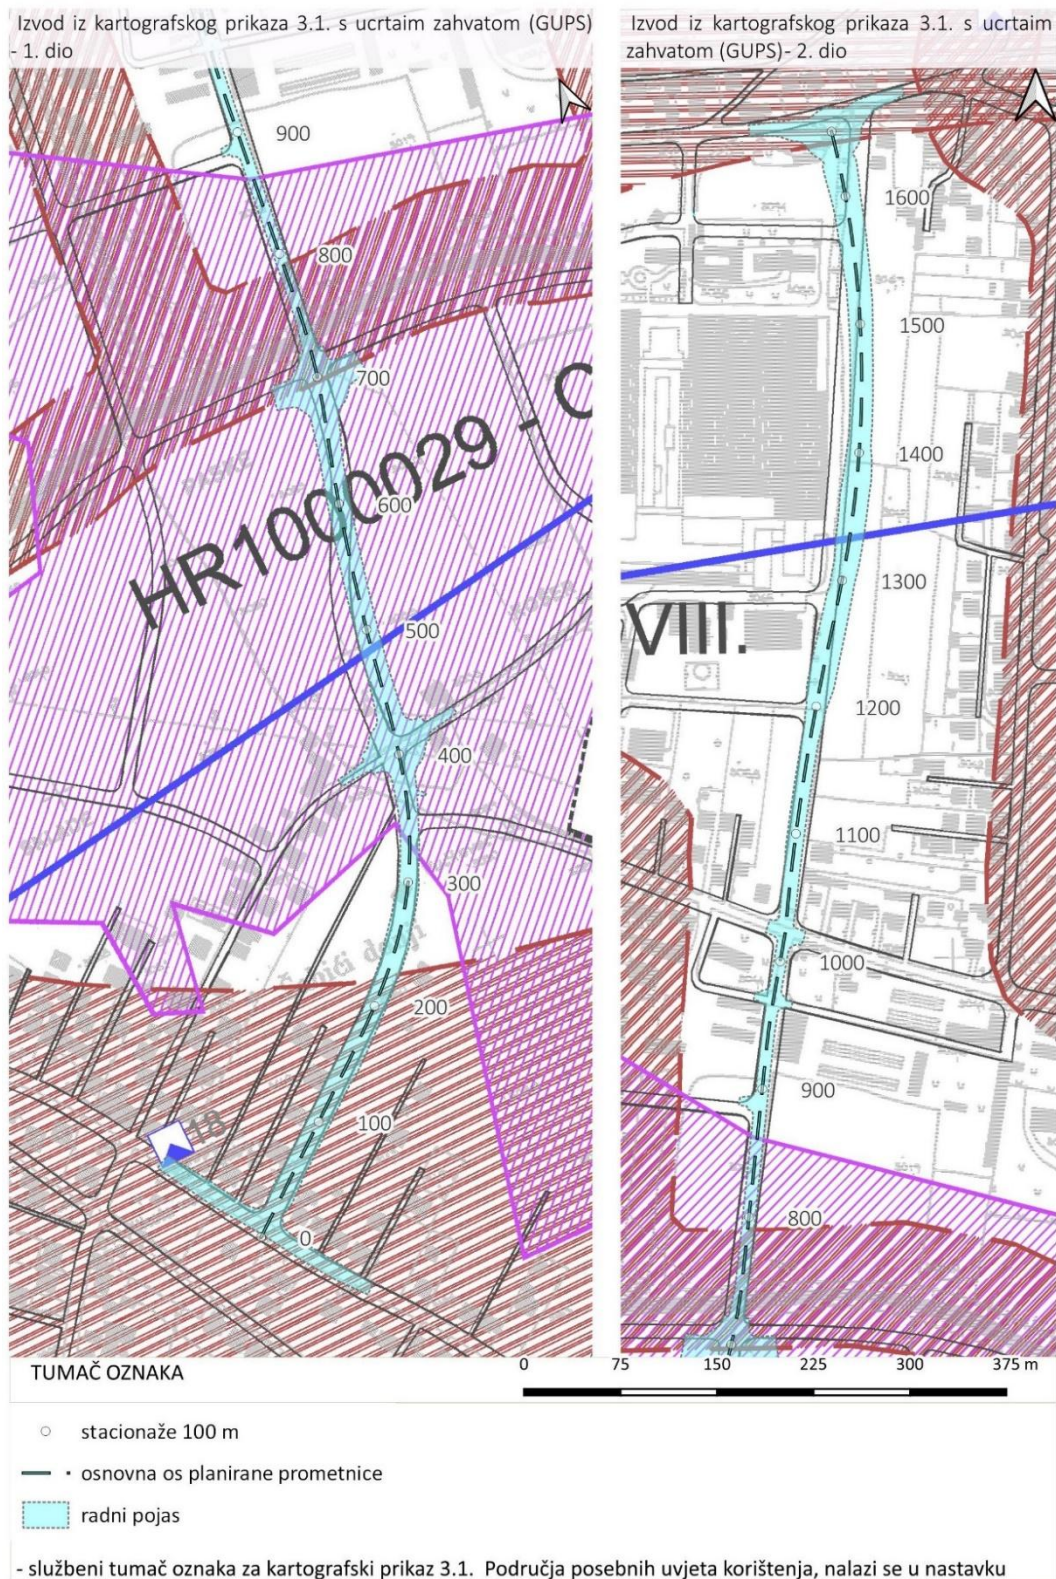 Izvod iz kartografskog prikaza 3.1. s ucrtaim zahvatom (GUPS)
- 1. dio
900
800
700
HR1000029 - C
600
500
400
300
200
100
18
0
Izvod iz kartografskog prikaza 3.1. s ucrtaim
zahvatom (GUPS)- 2. dio
1600
1500
1400
1300
VIII.
1200
1100
1000
900
800
TUMAČ OZNAKA
0 75 150 225 300 375 m
stacionaže 100 m
osnovna os planirane prometnice
radni pojas
- službeni tumač oznaka za kartografski prikaz 3.1. Područja posebnih uvjeta korištenja, nalazi se u nastavku